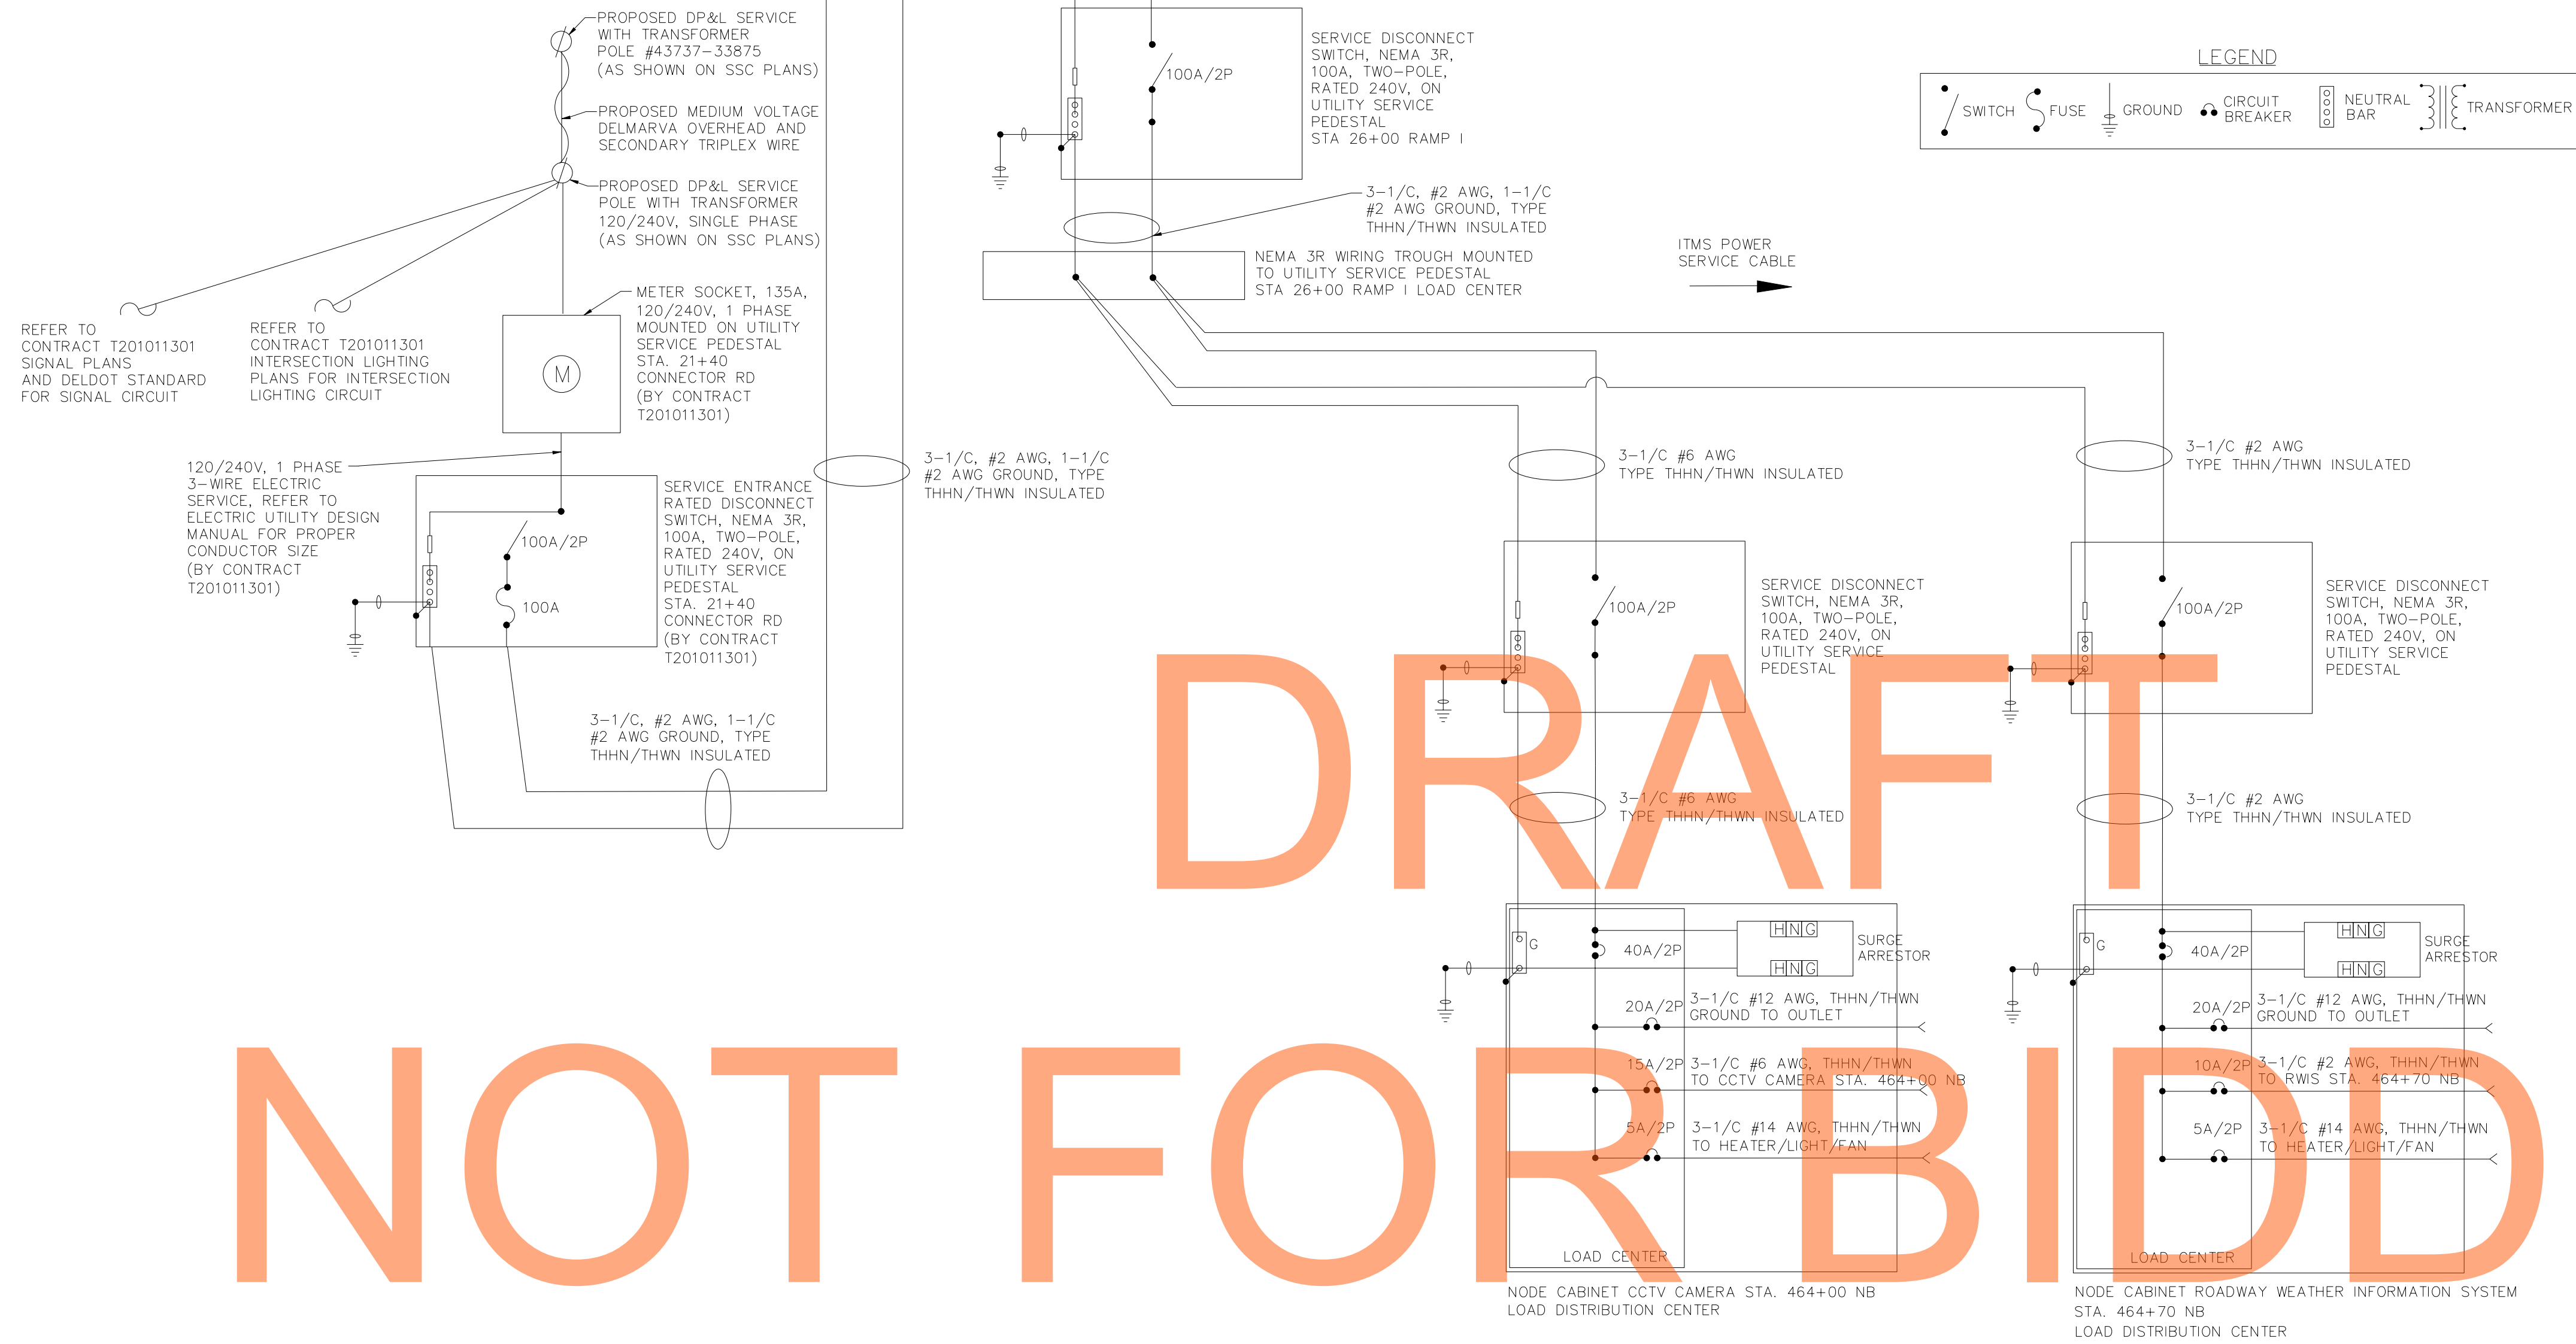 PROPOSED DP&L SERVICE
WITH TRANSFORMER
POLE #43737-33875
(AS SHOWN ON SSC PLANS)
PROPOSED MEDIUM VOLTAGE
DELMARVA OVERHEAD AND
SECONDARY TRIPLEX WIRE
PROPOSED DP&L SERVICE
POLE WITH TRANSFORMER
120/240V, SINGLE PHASE
(AS SHOWN ON SSC PLANS)
REFER TO
CONTRACT T201011301
SIGNAL PLANS
AND DELDOT STANDARD
FOR SIGNAL CIRCUIT
REFER TO
CONTRACT T201011301
INTERSECTION LIGHTING
PLANS FOR INTERSECTION
LIGHTING CIRCUIT
METER SOCKET, 135A,
120/240V, 1 PHASE
MOUNTED ON UTILITY
SERVICE PEDESTAL
STA. 21+40
CONNECTOR RD
(BY CONTRACT
T201011301)
M
120/240V, 1 PHASE
3-WIRE ELECTRIC
SERVICE, REFER TO
ELECTRIC UTILITY DESIGN
MANUAL FOR PROPER
CONDUCTOR SIZE
(BY CONTRACT
T201011301)
100A/2P
100A
SERVICE ENTRANCE
RATED DISCONNECT
SWITCH, NEMA 3R,
100A, TWO-POLE,
RATED 240V, ON
UTILITY SERVICE
PEDESTAL
STA. 21+40
CONNECTOR RD
(BY CONTRACT
T201011301)
3-1/C, #2 AWG, 1-1/C
#2 AWG GROUND, TYPE
THHN/THWN INSULATED
3-1/C, #2 AWG, 1-1/C
#2 AWG GROUND, TYPE
THHN/THWN INSULATED
100A/2P
SERVICE DISCONNECT
SWITCH, NEMA 3R,
100A, TWO-POLE,
RATED 240V, ON
UTILITY SERVICE
PEDESTAL
STA 26+00 RAMP I
3-1/C, #2 AWG, 1-1/C
#2 AWG GROUND, TYPE
THHN/THWN INSULATED
NEMA 3R WIRING TROUGH MOUNTED
TO UTILITY SERVICE PEDESTAL
STA 26+00 RAMP I LOAD CENTER
ITMS POWER
SERVICE CABLE
LEGEND
SWITCH
FUSE
GROUND
CIRCUIT
BREAKER
NEUTRAL
BAR
TRANSFORMER
3-1/C #6 AWG
TYPE THHN/THWN INSULATED
3-1/C #2 AWG
TYPE THHN/THWN INSULATED
100A/2P
SERVICE DISCONNECT
SWITCH, NEMA 3R,
100A, TWO-POLE,
RATED 240V, ON
UTILITY SERVICE
PEDESTAL
100A/2P
SERVICE DISCONNECT
SWITCH, NEMA 3R,
100A, TWO-POLE,
RATED 240V, ON
UTILITY SERVICE
PEDESTAL
3-1/C #6 AWG
TYPE THHN/THWN INSULATED
3-1/C #2 AWG
TYPE THHN/THWN INSULATED
DRAFT
G
40A/2P
H N G
H N G
SURGE
ARRESTOR
20A/2P
3-1/C #12 AWG, THHN/THWN
GROUND TO OUTLET
15A/2P
3-1/C #6 AWG, THHN/THWN
TO CCTV CAMERA STA. 464+00 NB
5A/2P
3-1/C #14 AWG, THHN/THWN
TO HEATER/LIGHT/FAN
LOAD CENTER
NODE CABINET CCTV CAMERA STA. 464+00 NB
LOAD DISTRIBUTION CENTER
G
40A/2P
H N G
H N G
SURGE
ARRESTOR
20A/2P
3-1/C #12 AWG, THHN/THWN
GROUND TO OUTLET
10A/2P
3-1/C #2 AWG, THHN/THWN
TO RWIS STA. 464+70 NB
5A/2P
3-1/C #14 AWG, THHN/THWN
TO HEATER/LIGHT/FAN
LOAD CENTER
NODE CABINET ROADWAY WEATHER INFORMATION SYSTEM
STA. 464+70 NB
LOAD DISTRIBUTION CENTER
NOT FOR BIDD